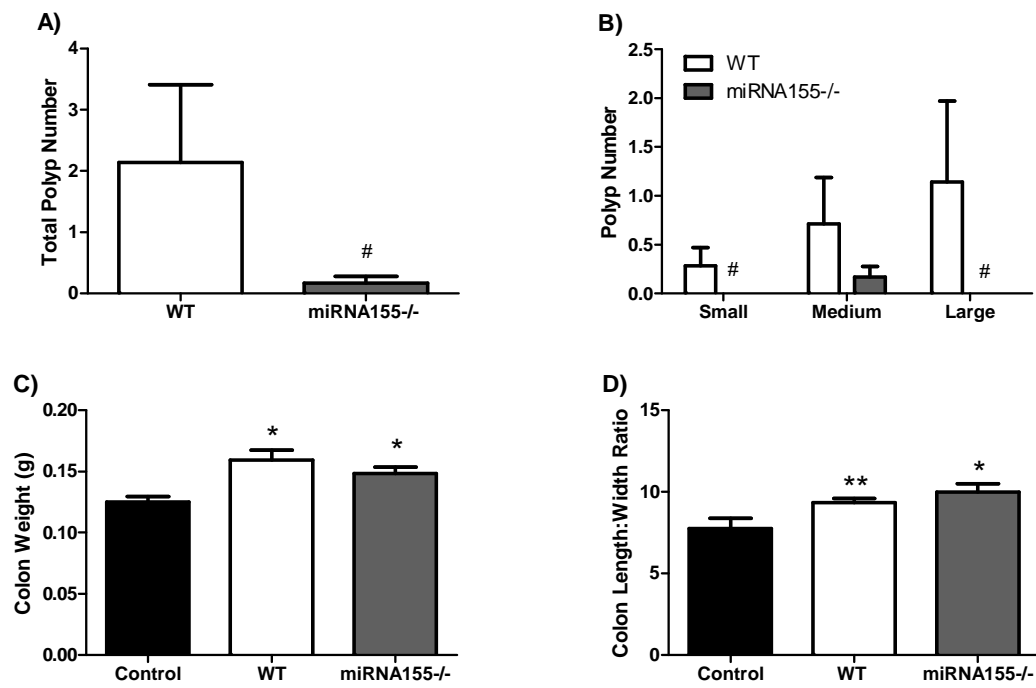 A)
Total Polyp Number
4
3
2
1
0
#
WT
miRNA155-/-
B)
Polyp Number
2.5
2.0
1.5
1.0
0.5
0.0
WT
miRNA155-/-
#
#
Small
Medium
Large
C)
Colon Weight (g)
0.20
0.15
0.10
0.05
0.00
*
*
Control
WT
miRNA155-/-
D)
Colon Length:Width Ratio
15
10
5
0
**
*
Control
WT
miRNA155-/-